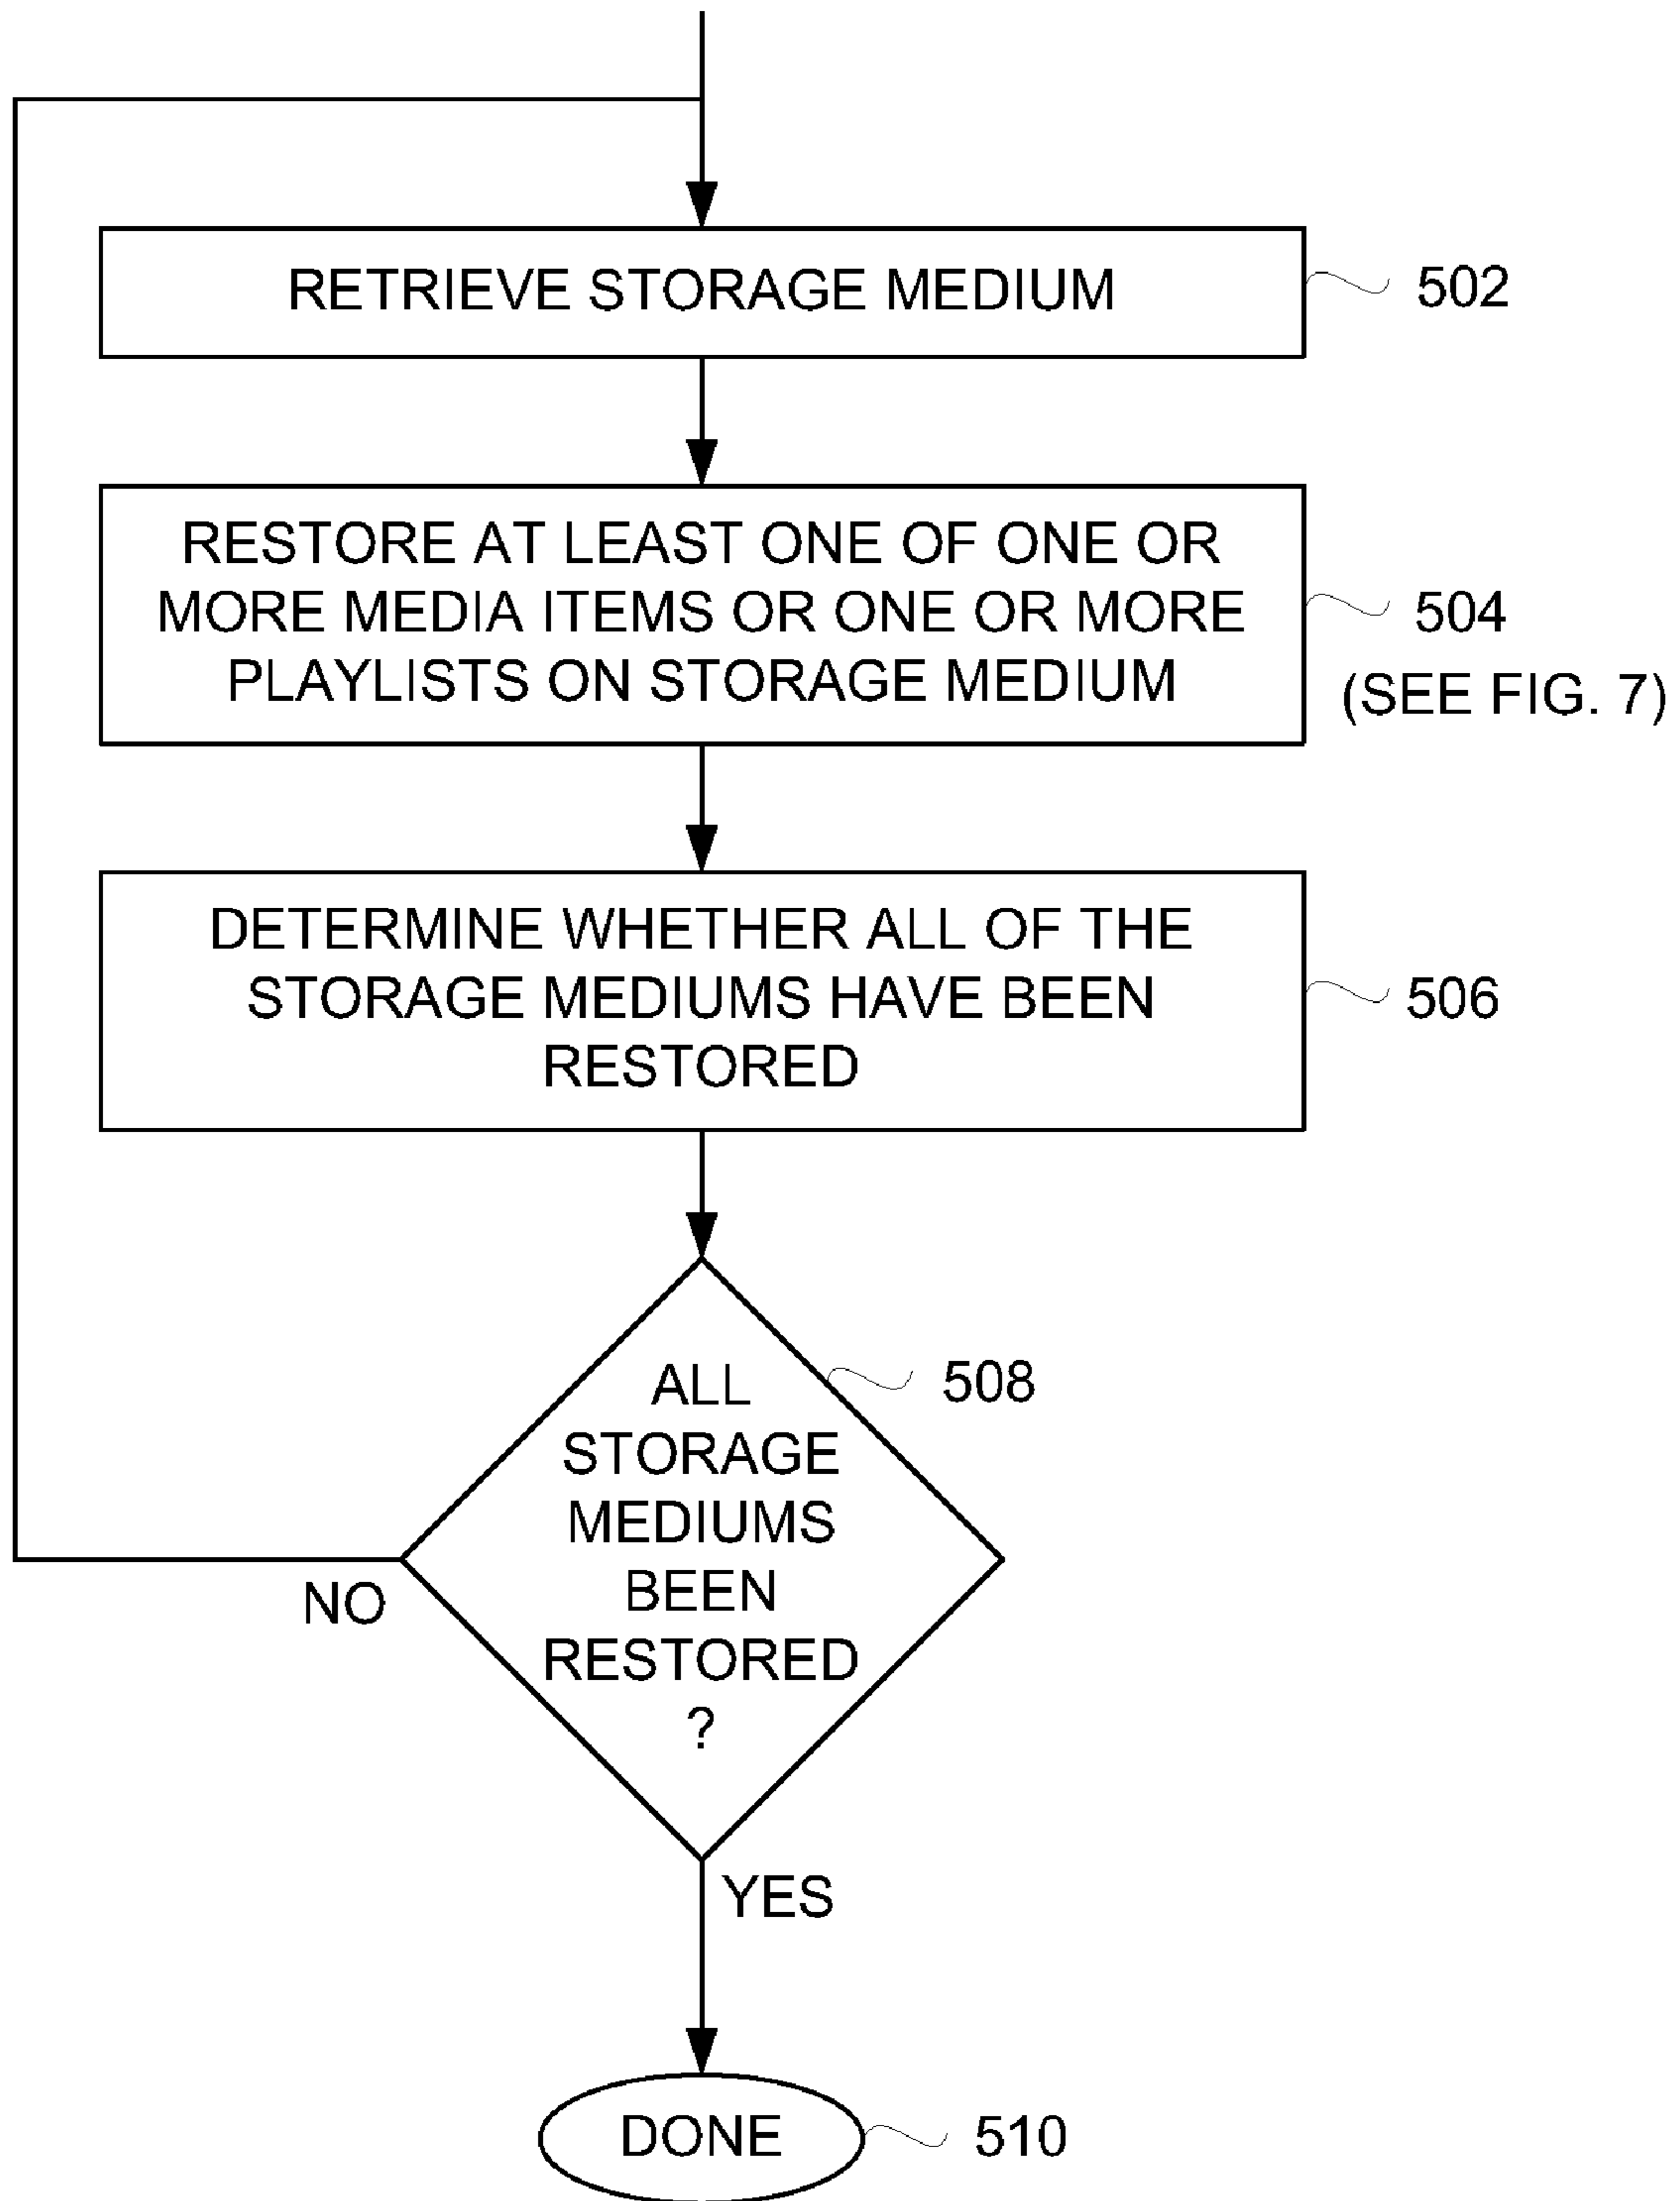 RETRIEVE STORAGE MEDIUM
502
RESTORE AT LEAST ONE OF ONE OR
MORE MEDIA ITEMS OR ONE OR MORE
PLAYLISTS ON STORAGE MEDIUM
504
(SEE FIG. 7)
DETERMINE WHETHER ALL OF THE
STORAGE MEDIUMS HAVE BEEN
RESTORED
506
ALL
STORAGE
MEDIUMS
BEEN
RESTORED
?
508
NO
YES
DONE
510